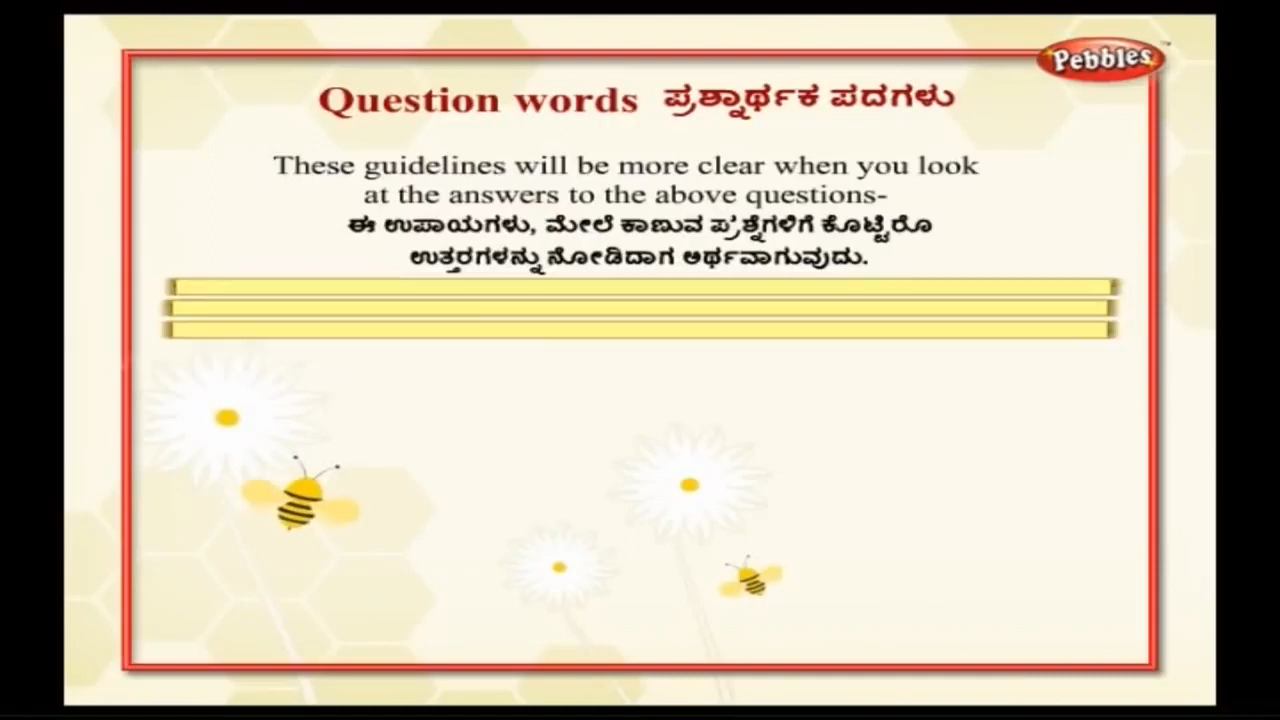 Pebbles™
Question words ಪ್ರಶ್ನಾರ್ಥಕ ಪದಗಳು
These guidelines will be more clear when you look
at the answers to the above questions-
ಈ ಉಪಾಯಗಳು, ಮೇಲೆ ಕಾಣುವ ಪ್ರಶ್ನೆಗಳಿಗೆ ಕೊಟ್ಟಿರೊ
ಉತ್ತರಗಳನ್ನು ನೋಡಿದಾಗ ಅರ್ಥವಾಗುವುದು.